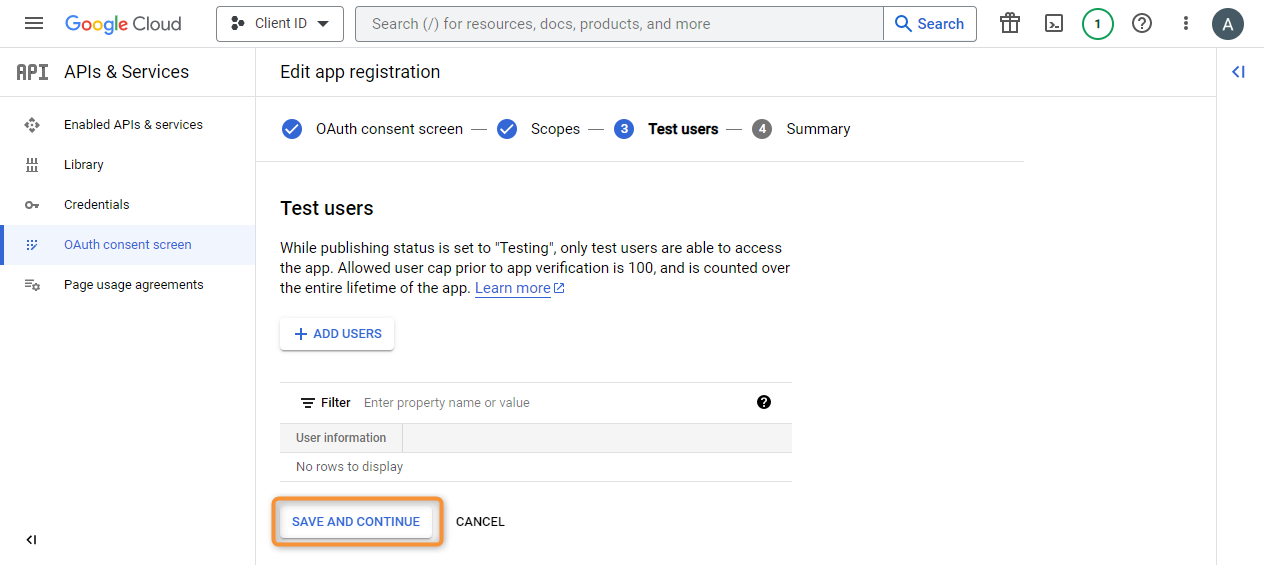 Google Cloud
Client ID
Search (/) for resources, docs, products, and more
Search
1
A
API
APIs & Services
Edit app registration
Enabled APIs & services
Library
Credentials
OAuth consent screen
Page usage agreements
OAuth consent screen
Scopes
3
Test users
4
Summary
Test users
While publishing status is set to "Testing", only test users are able to access
the app. Allowed user cap prior to app verification is 100, and is counted over
the entire lifetime of the app. Learn more
ADD USERS
Filter
Enter property name or value
User information
No rows to display
SAVE AND CONTINUE
CANCEL